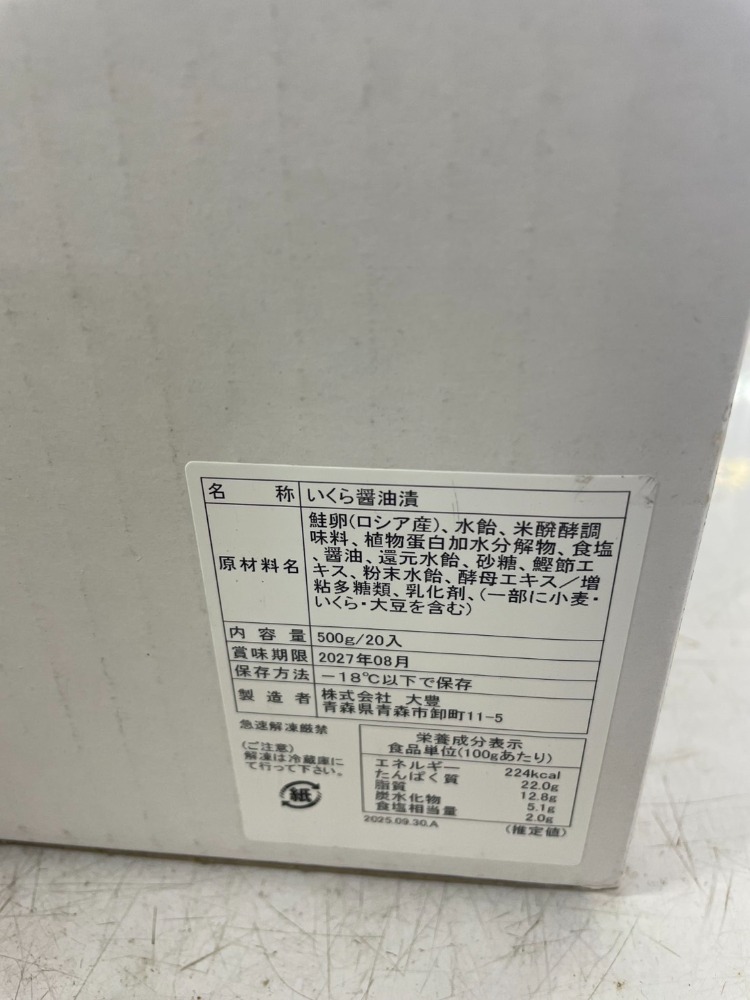 名 称 いくら醤油漬
原材料名
鮭卵(ロシア産)、水飴、米醗酵調
味料、植物蛋白加水分解物、食塩
、醤油、還元水飴、砂糖、鰹節エ
キス、粉末水飴、酵母エキス／増
粘多糖類、乳化剤、(一部に小麦・
いくら・大豆を含む)
内容量 500g/20入
賞味期限 2027年08月
保存方法 －18℃以下で保存
製造者 株式会社 大豊
青森県青森市卸町11-5
急速解凍厳禁
(ご注意)
解凍は冷蔵庫に
て行って下さい。
紙
栄養成分表示
食品単位(100gあたり)
エネルギー 224kcal
たんぱく質 22.0g
脂質 12.8g
炭水化物 5.1g
食塩相当量 2.0g
2025.09.30.A (推定値)